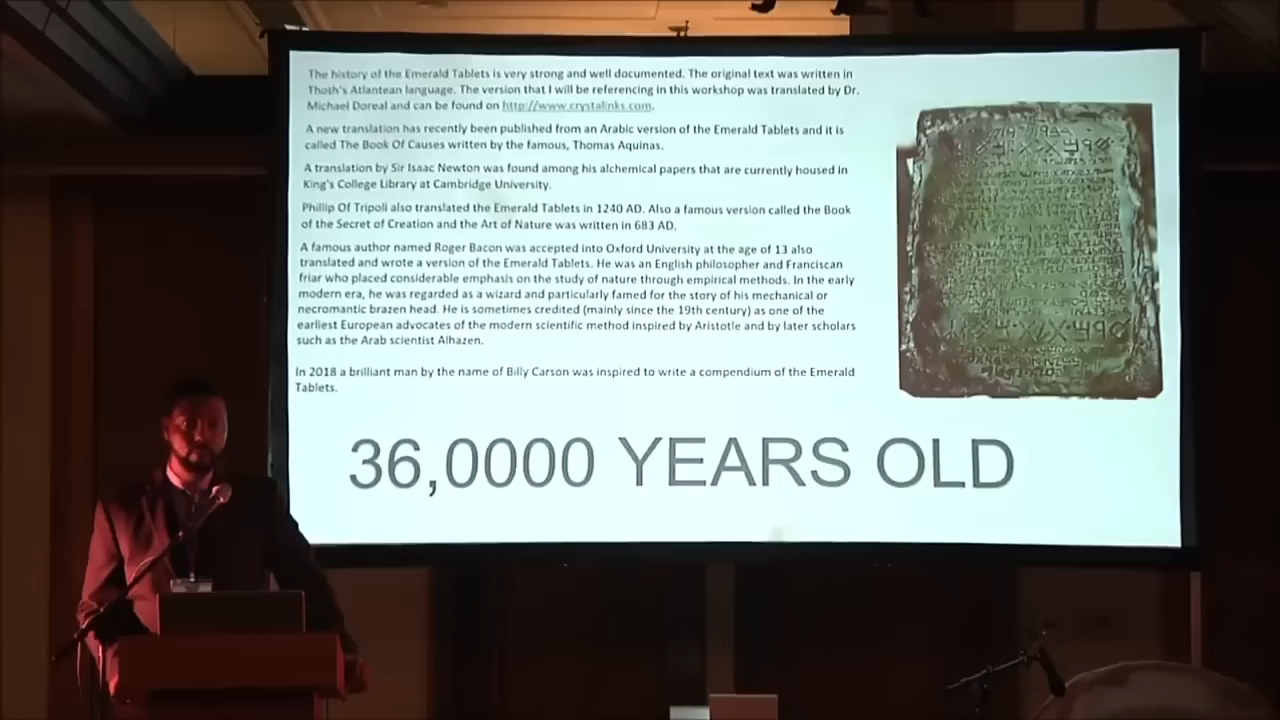 The history of the Emerald Tablets is very strong and well documented. The original text was written in
Thoth's Atlantean language. The version that I will be referencing in this workshop was translated by Dr.
Michael Doreal and can be found on http://www.crystalinks.com.
A new translation has recently been published from an Arabic version of the Emerald Tablets and it is
called The Book Of Causes written by the famous, Thomas Aquinas.
A translation by Sir Isaac Newton was found among his alchemical papers that are currently housed in
King's College Library at Cambridge University.
Phillip Of Tripoli also translated the Emerald Tablets in 1240 AD. Also a famous version called the Book
of the Secret of Creation and the Art of Nature was written in 683 AD.
A famous author named Roger Bacon was accepted into Oxford University at the age of 13 also
translated and wrote a version of the Emerald Tablets. He was an English philosopher and Franciscan
friar who placed considerable emphasis on the study of nature through empirical methods. In the early
modern era, he was regarded as a wizard and particularly famed for the story of his mechanical or
necromantic brazen head. He is sometimes credited (mainly since the 19th century) as one of the
earliest European advocates of the modern scientific method inspired by Aristotle and by later scholars
such as the Arab scientist Alhazen.
In 2018 a brilliant man by the name of Billy Carson was inspired to write a compendium of the Emerald
Tablets.
36,0000 YEARS OLD